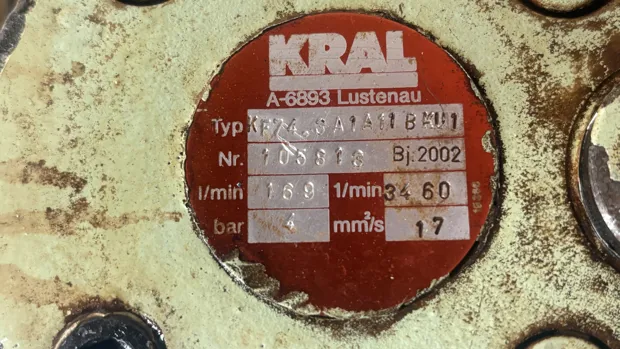 KRAL
A-6893 Lustenau
Typ
Nr. 105818 Bj.2002
l/min 169 1/min 3460
bar 4 mm²/s 17